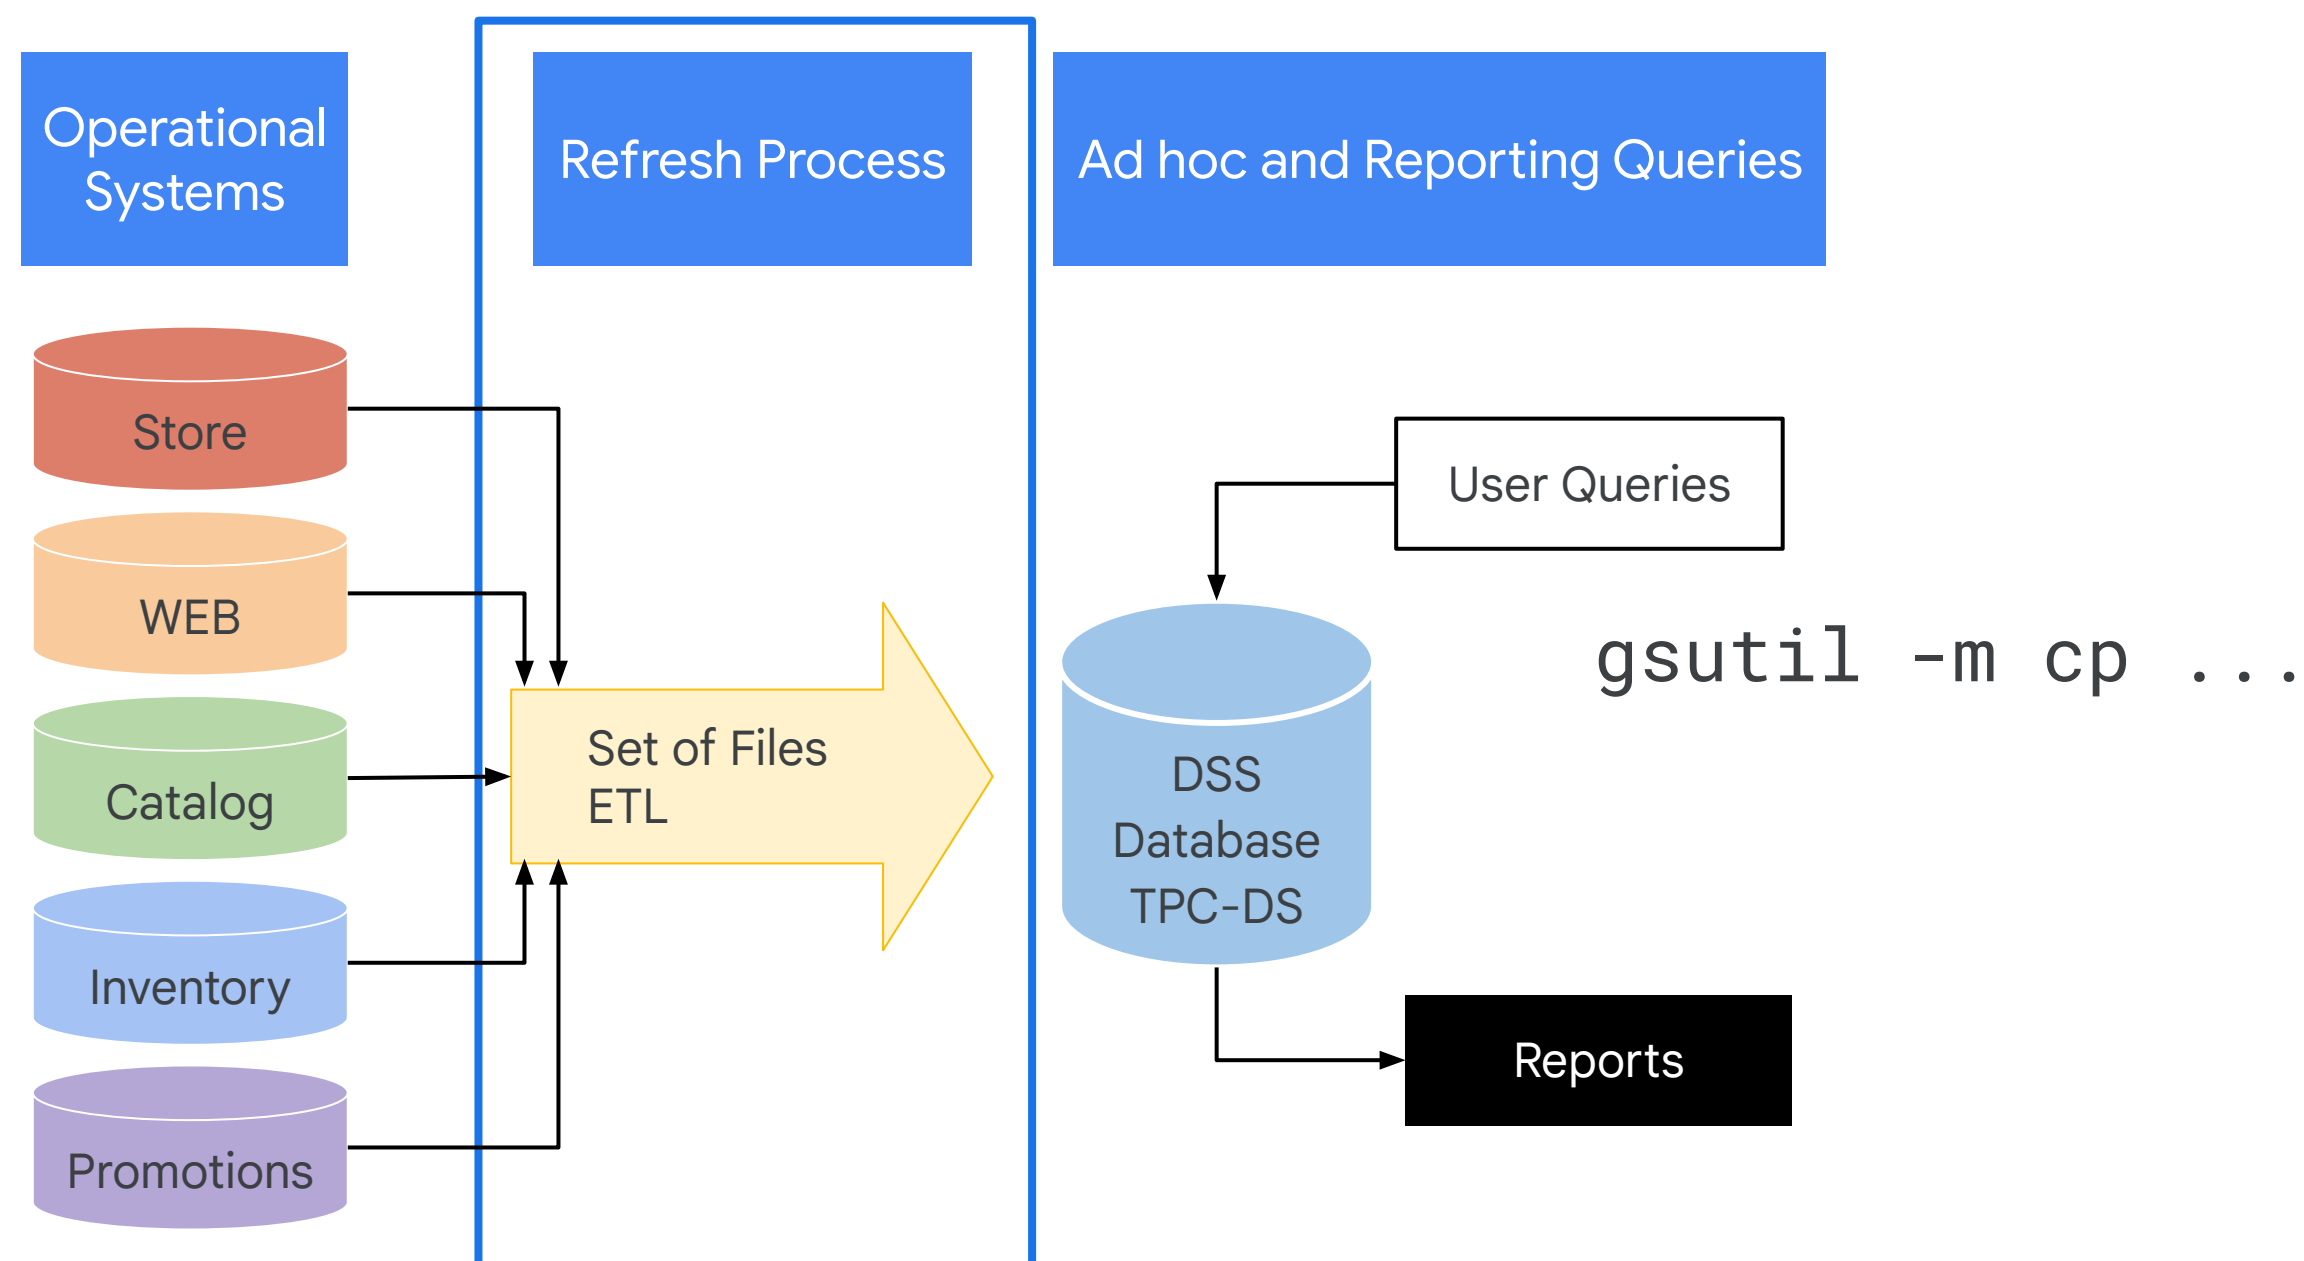 Operational
Systems
Refresh Process
Ad hoc and Reporting Queries
Store
WEB
Catalog
Inventory
Promotions
Set of Files
ETL
User Queries
DSS
Database
TPC-DS
Reports
gsutil -m cp ...